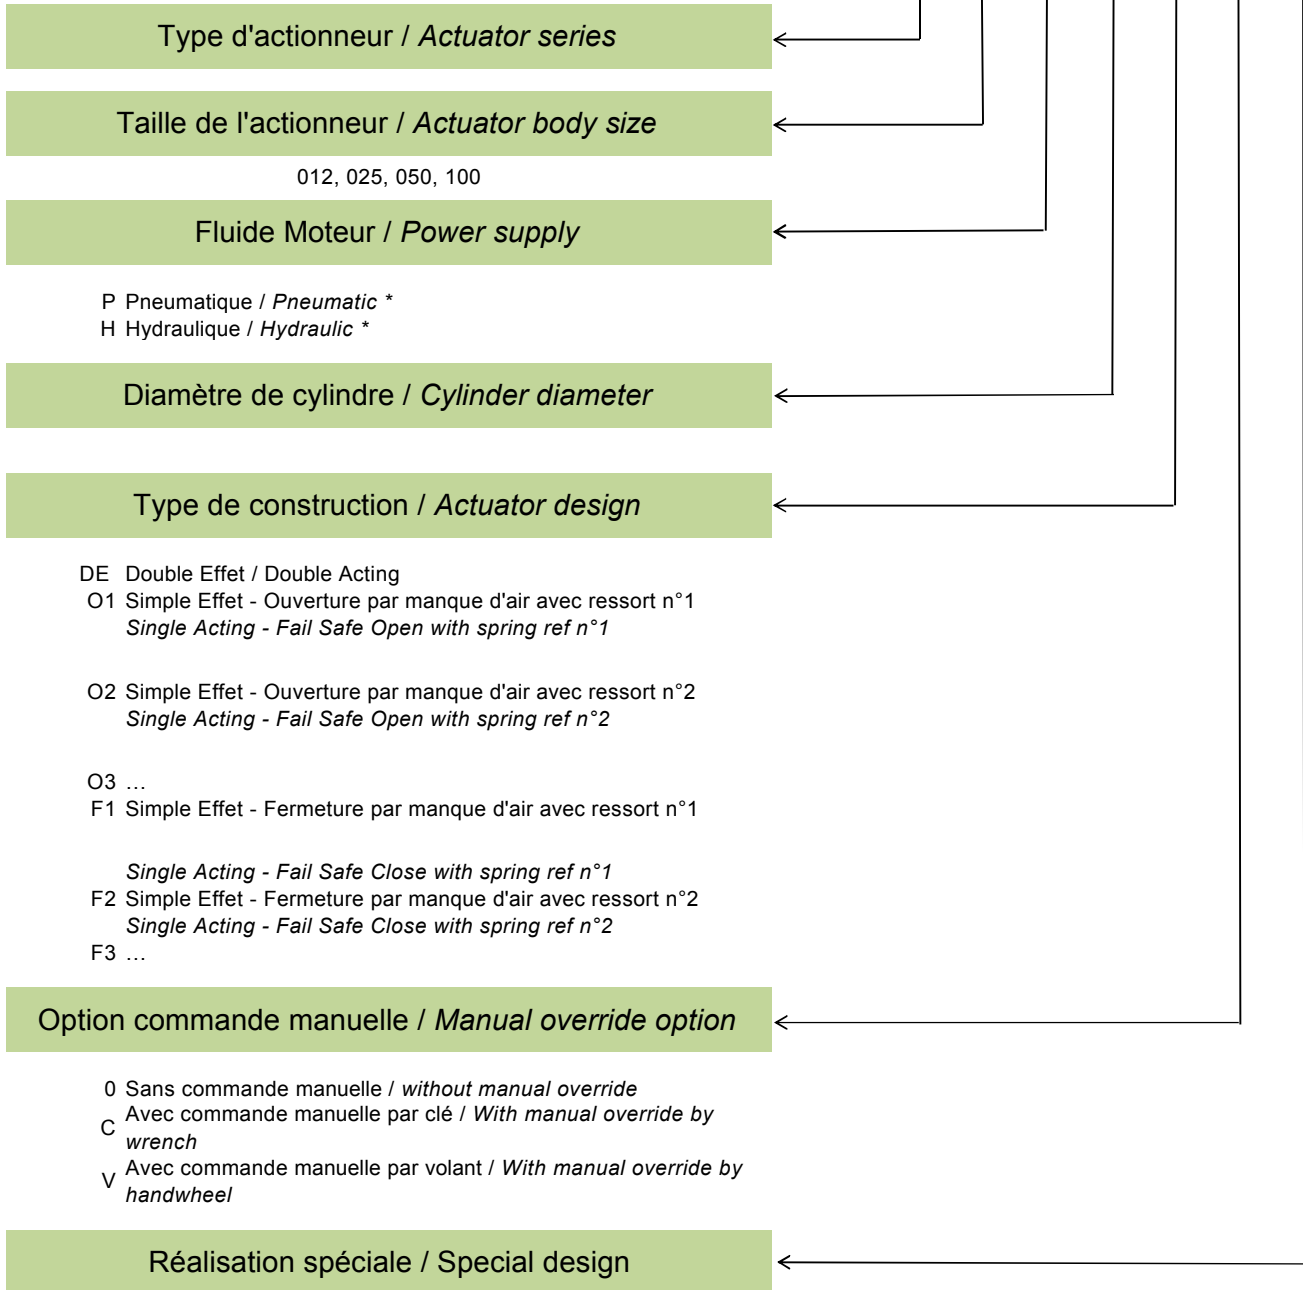 Type d'actionneur / Actuator series
Taille de l'actionneur / Actuator body size
012, 025, 050, 100
Fluide Moteur / Power supply
P Pneumatique / Pneumatic *
H Hydraulique / Hydraulic *
Diamètre de cylindre / Cylinder diameter
Type de construction / Actuator design
DE Double Effet / Double Acting
O1 Simple Effet - Ouverture par manque d'air avec ressort n°1
Single Acting - Fail Safe Open with spring ref n°1
O2 Simple Effet - Ouverture par manque d'air avec ressort n°2
Single Acting - Fail Safe Open with spring ref n°2
O3 …
F1 Simple Effet - Fermeture par manque d'air avec ressort n°1
Single Acting - Fail Safe Close with spring ref n°1
F2 Simple Effet - Fermeture par manque d'air avec ressort n°2
Single Acting - Fail Safe Close with spring ref n°2
F3 …
Option commande manuelle / Manual override option
0 Sans commande manuelle / without manual override
C Avec commande manuelle par clé / With manual override by
wrench
V Avec commande manuelle par volant / With manual override by
handwheel
Réalisation spéciale / Special design